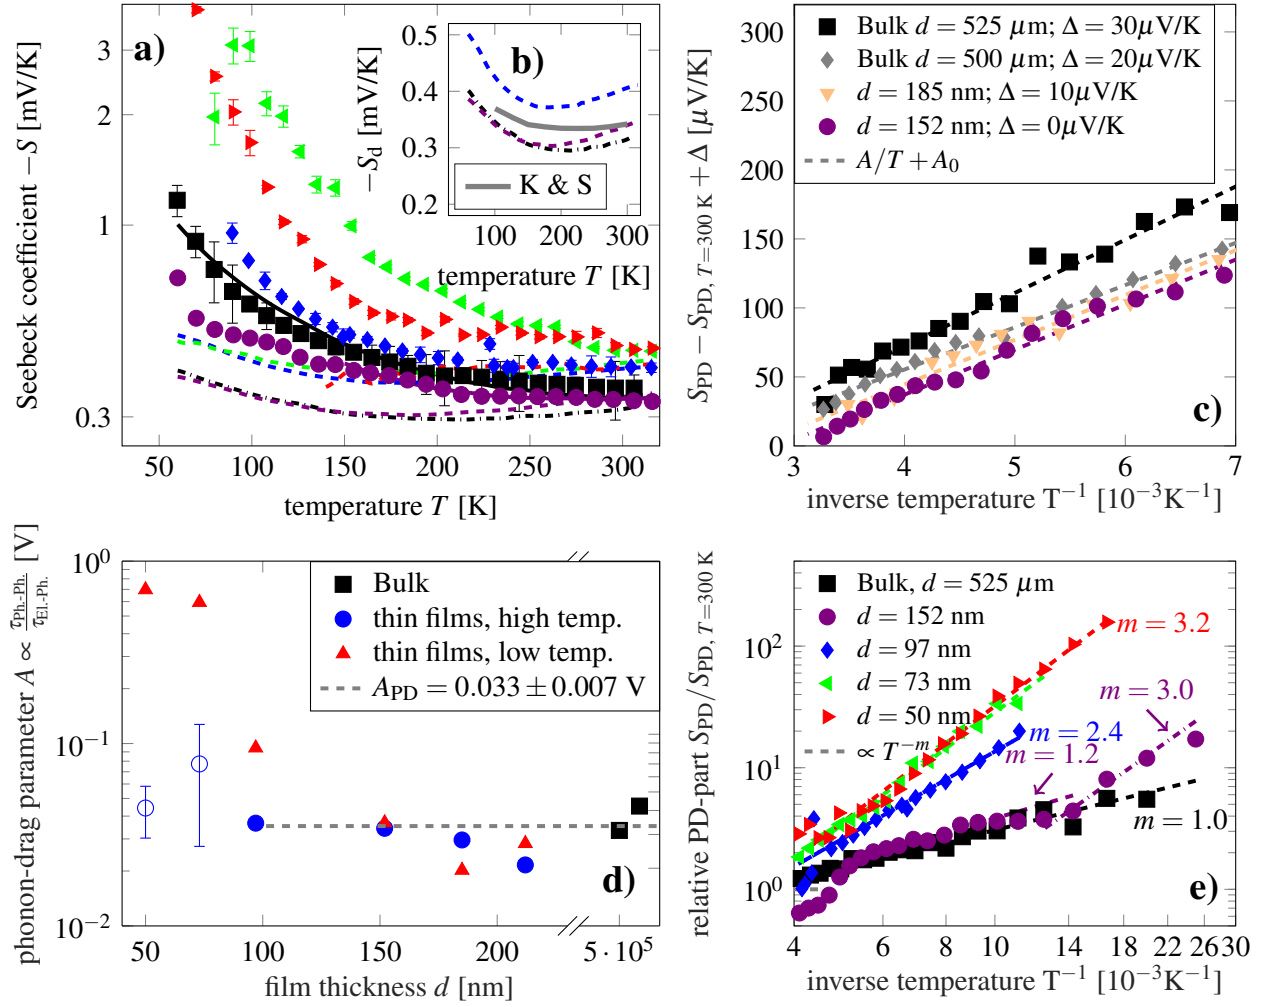 a)
Seebeck coefficient −S [mV/K]
3
2
1
0.3
50
100
150
200
250
300
temperature T [K]
b)
−S_d [mV/K]
0.5
0.4
0.3
0.2
K & S
100
200
300
temperature T [K]
S_PD − S_PD, T=300 K + Δ [μV/K]
300
250
200
150
100
50
0
Bulk d = 525 μm; Δ = 30μV/K
Bulk d = 500 μm; Δ = 20μV/K
d = 185 nm; Δ = 10μV/K
d = 152 nm; Δ = 0μV/K
A/T + A_0
c)
3
4
5
6
7
inverse temperature T^−1 [10^−3K^−1]
phonon-drag parameter A ∝ τ_Ph.-Ph./τ_El.-Ph. [V]
10^0
10^−1
10^−2
Bulk
thin films, high temp.
thin films, low temp.
A_PD = 0.033 ± 0.007 V
d)
50
100
150
200
5 · 10^5
film thickness d [nm]
relative PD-part S_PD/S_PD, T=300 K
10^2
10^1
10^0
Bulk, d = 525 μm
d = 152 nm
d = 97 nm
d = 73 nm
d = 50 nm
∝ T^−m
m = 3.2
m = 3.0
m = 2.4
m = 1.2
m = 1.0
e)
4
6
8
10
14
18
22
26
30
inverse temperature T^−1 [10^−3K^−1]